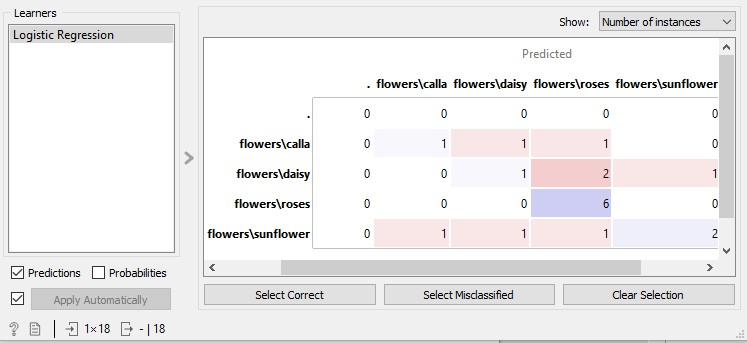 Learners
Show: Number of instances
Logistic Regression
Predicted
. flowers\calla flowers\daisy flowers\roses flowers\sunflower
. 0 0 0 0 0
flowers\calla 0 1 1 1 0
flowers\daisy 0 0 1 2 1
flowers\roses 0 0 0 6 0
flowers\sunflower 0 1 1 1 2
Predictions Probabilities
Apply Automatically
Select Correct Select Misclassified Clear Selection
? 1×18 - | 18